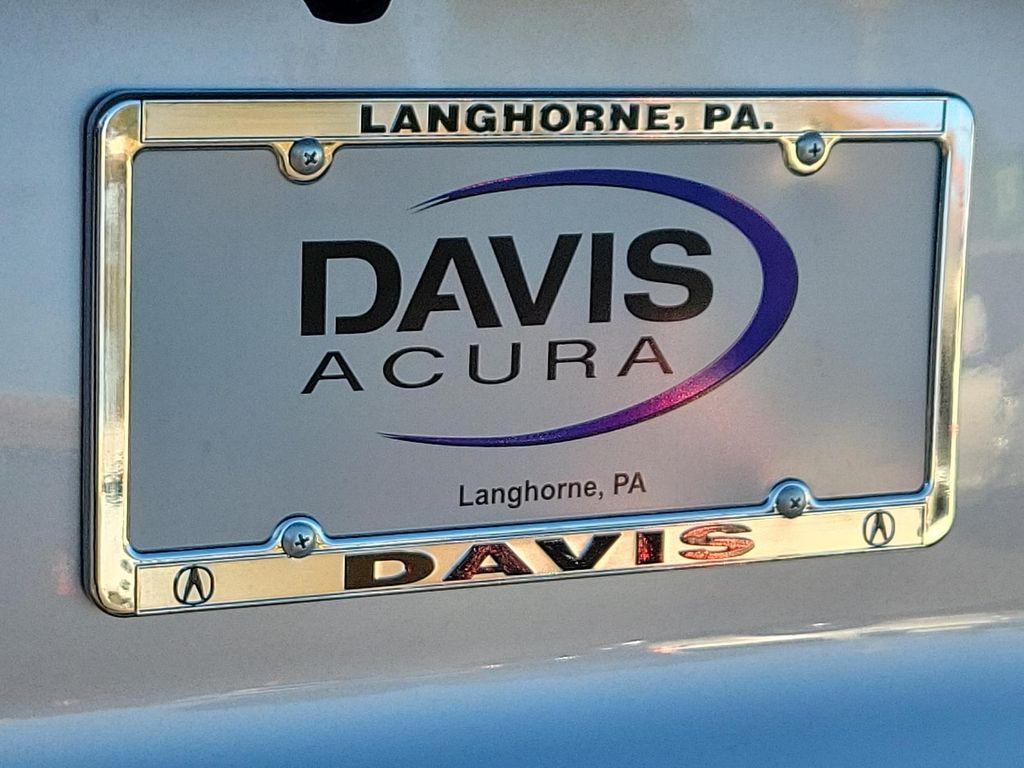 LANGHORNE, PA.
DAVIS
ACURA
Langhorne, PA
DAVIS